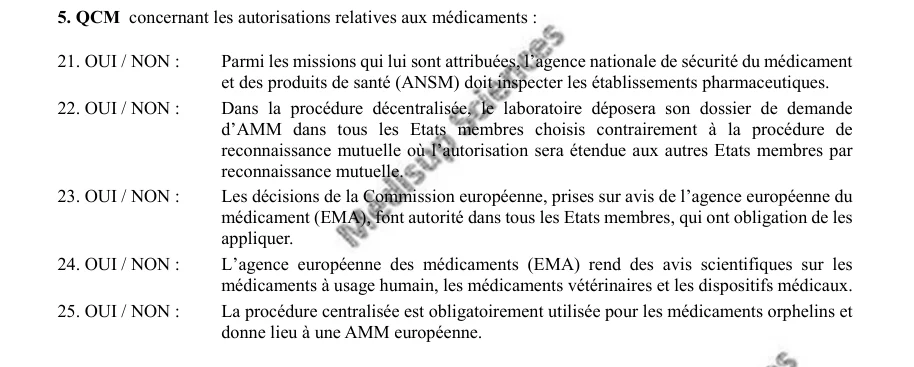 5. QCM concernant les autorisations relatives aux médicaments :
21. OUI / NON : Parmi les missions qui lui sont attribuées, l’agence nationale de sécurité du médicament
et des produits de santé (ANSM) doit inspecter les établissements pharmaceutiques.
22. OUI / NON : Dans la procédure décentralisée, le laboratoire déposera son dossier de demande
d’AMM dans tous les Etats membres choisis contrairement à la procédure de
reconnaissance mutuelle où l’autorisation sera étendue aux autres Etats membres par
reconnaissance mutuelle.
23. OUI / NON : Les décisions de la Commission européenne, prises sur avis de l’agence européenne du
médicament (EMA), font autorité dans tous les Etats membres, qui ont obligation de les
appliquer.
24. OUI / NON : L’agence européenne des médicaments (EMA) rend des avis scientifiques sur les
médicaments à usage humain, les médicaments vétérinaires et les dispositifs médicaux.
25. OUI / NON : La procédure centralisée est obligatoirement utilisée pour les médicaments orphelins et
donne lieu à une AMM européenne.
Medisup Sciences